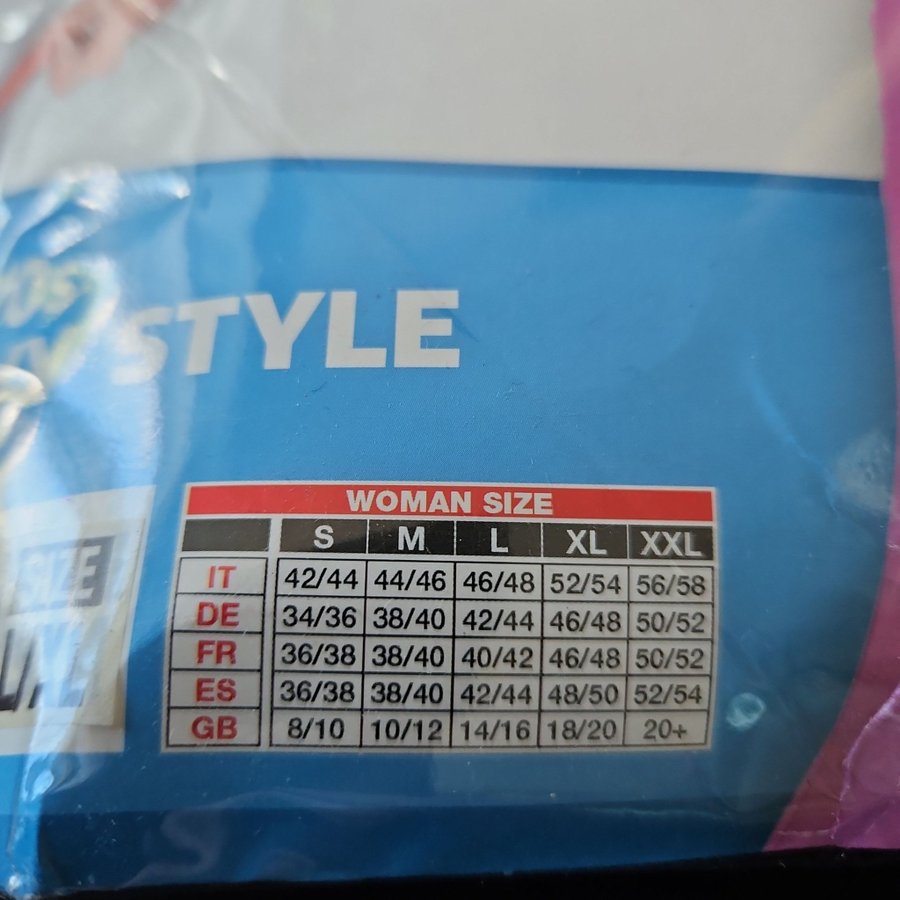 STYLE
SIZE
L/XL
WOMAN SIZE
S M L XL XXL
IT 42/44 44/46 46/48 52/54 56/58
DE 34/36 38/40 42/44 46/48 50/52
FR 36/38 38/40 40/42 46/48 50/52
ES 36/38 38/40 42/44 48/50 52/54
GB 8/10 10/12 14/16 18/20 20+